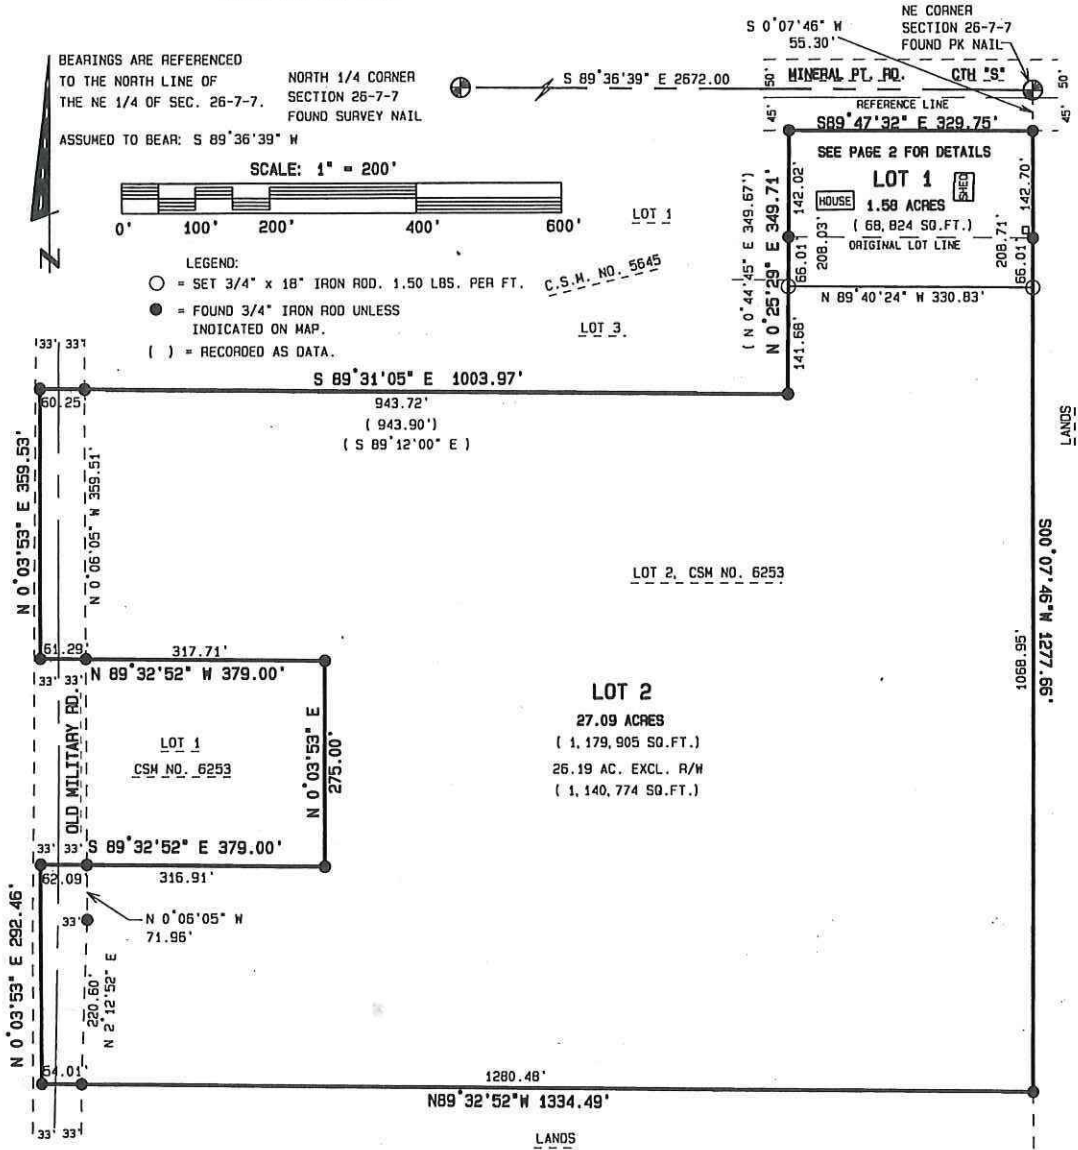 BEARINGS ARE REFERENCED
TO THE NORTH LINE OF
THE NE 1/4 OF SEC. 26-7-7.
ASSUMED TO BEAR: S 89°36'39" W
NORTH 1/4 CORNER
SECTION 26-7-7
FOUND SURVEY NAIL
S 0°07'46" W
55.30'
NE CORNER
SECTION 26-7-7
FOUND PK NAIL
S 89°36'39" E 2672.00
MINERAL PT. RD. CTH "S"
50'
50'
45'
45'
REFERENCE LINE
S89°47'32" E 329.75'
SEE PAGE 2 FOR DETAILS
LOT 1
HOUSE
SHED
1.58 ACRES
( 68,824 SQ.FT.)
ORIGINAL LOT LINE
142.02'
142.70'
66.01'
208.03'
208.71'
66.01'
N 89°40'24" W 330.83'
( N 0°44'45" E 349.67')
N 0°25'29" E 349.71'
141.68'
SCALE: 1" = 200'
0' 100' 200' 400' 600'
LEGEND:
= SET 3/4" x 18" IRON ROD. 1.50 LBS. PER FT.
= FOUND 3/4" IRON ROD UNLESS
INDICATED ON MAP.
( ) = RECORDED AS DATA.
LOT 1
C.S.M. NO. 5645
LOT 3
33' 33'
S 89°31'05" E 1003.97'
60.25'
943.72'
( 943.90')
( S 89°12'00" E )
N 0°03'53" E 359.53'
N 0°06'05" W 359.51'
LANDS
LOT 2, CSM NO. 6253
S00°07'46"W 1277.66'
1068.95'
61.29'
317.71'
33' 33'
N 89°32'52" W 379.00'
OLD MILITARY RD.
LOT 1
CSM NO. 6253
N 0°03'53" E
275.00'
LOT 2
27.09 ACRES
( 1,179,905 SQ.FT.)
26.19 AC. EXCL. R/W
( 1,140,774 SQ.FT.)
33' 33'
S 89°32'52" E 379.00'
62.09'
316.91'
33'
N 0°06'05" W
71.96'
N 0°03'53" E 292.46'
220.60'
N 2°12'52" E
54.01'
1280.48'
N89°32'52"W 1334.49'
33' 33'
LANDS
N